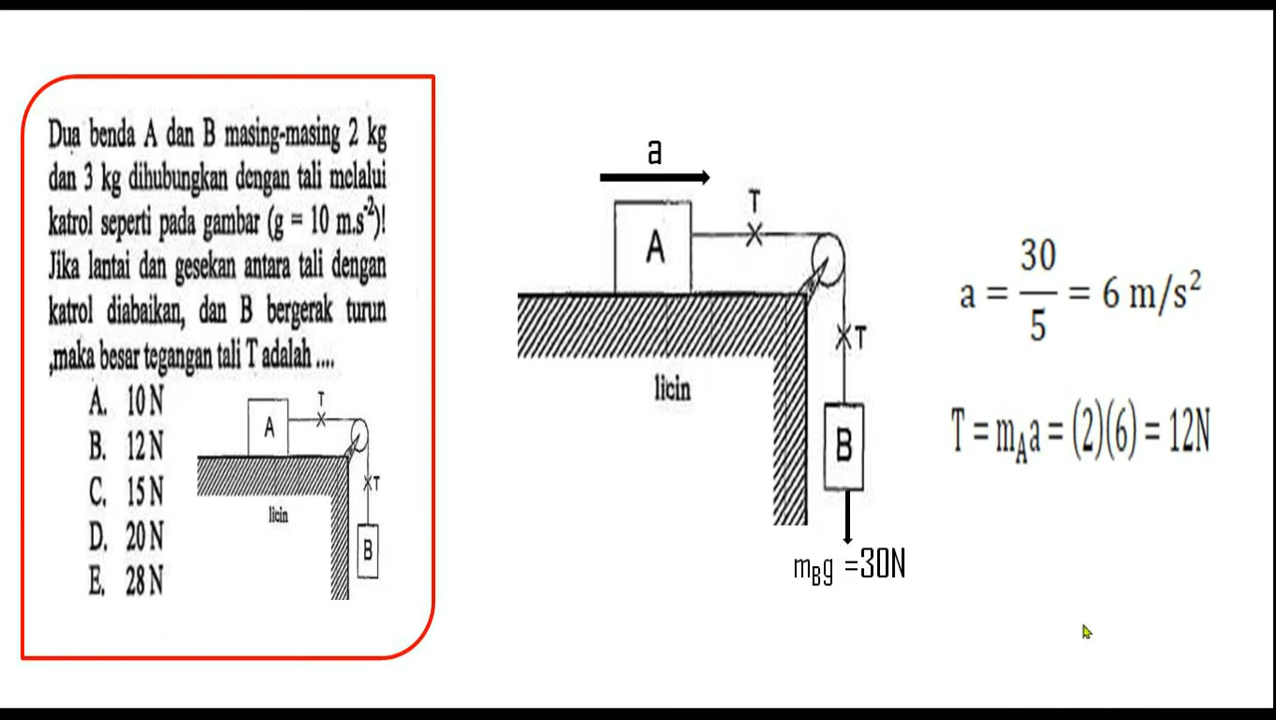 Dua benda A dan B masing-masing 2 kg
dan 3 kg dihubungkan dengan tali melalui
katrol seperti pada gambar (g = 10 m.s⁻²)!
Jika lantai dan gesekan antara tali dengan
katrol diabaikan, dan B bergerak turun
,maka besar tegangan tali T adalah ....
A. 10 N
B. 12 N
C. 15 N
D. 20 N
E. 28 N
A
T
T
licin
B
a
A
T
T
licin
B
m_Bg =30N
a = 30/5 = 6 m/s²
T = m_Aa = (2)(6) = 12N